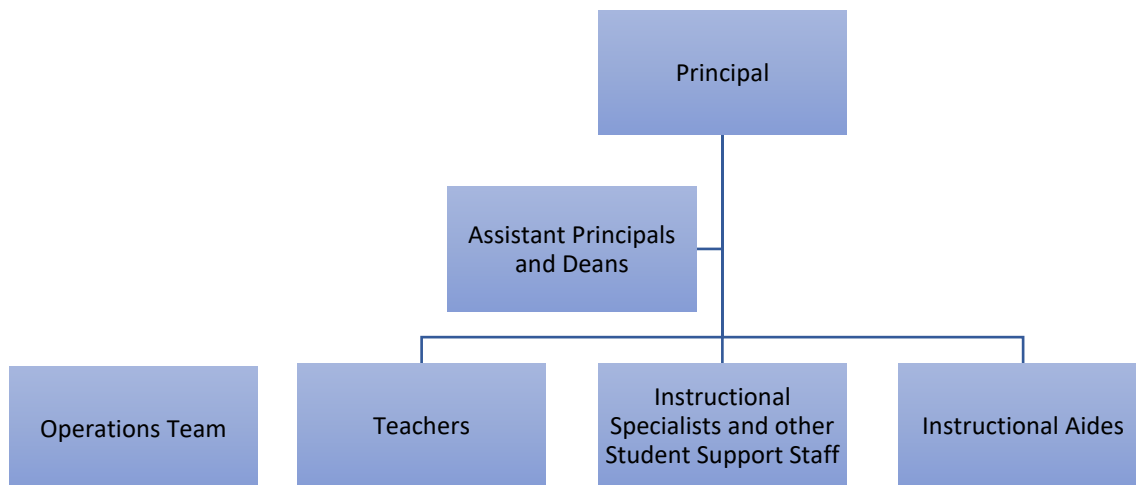 Principal
Assistant Principals
and Deans
Operations Team
Teachers
Instructional
Specialists and other
Student Support Staff
Instructional Aides